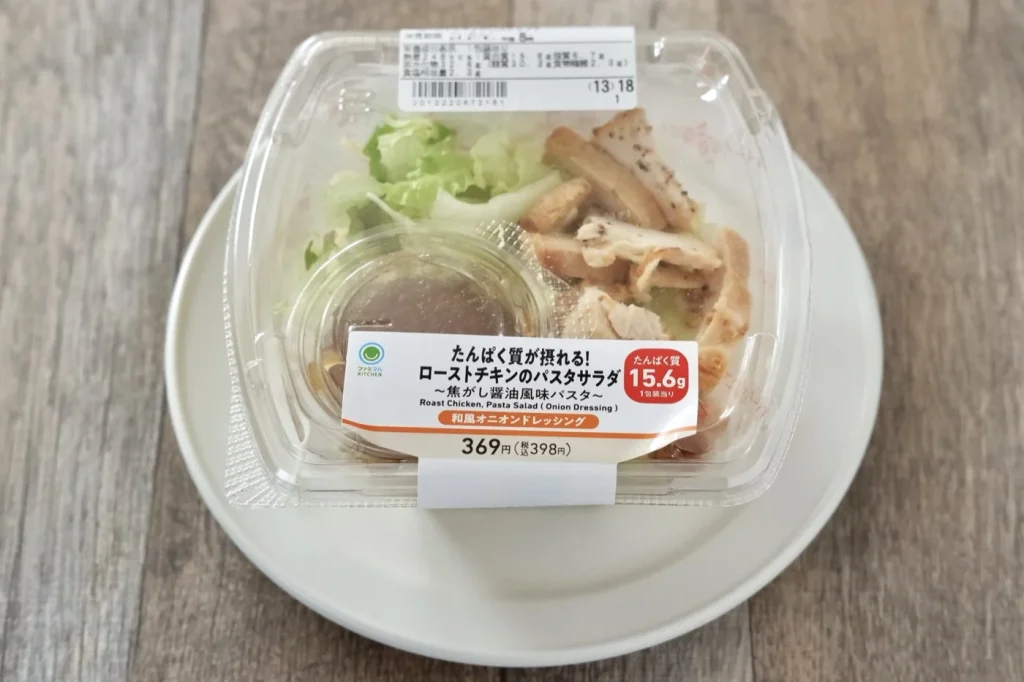 (13) 18
1
2013220672181
ファミマル
KITCHEN
たんぱく質が摂れる!
ローストチキンのパスタサラダ
~焦がし醤油風味パスタ~
Roast Chicken, Pasta Salad ( Onion Dressing )
和風オニオンドレッシング
たんぱく質
15.6g
1包装当り
369円(税込398円)